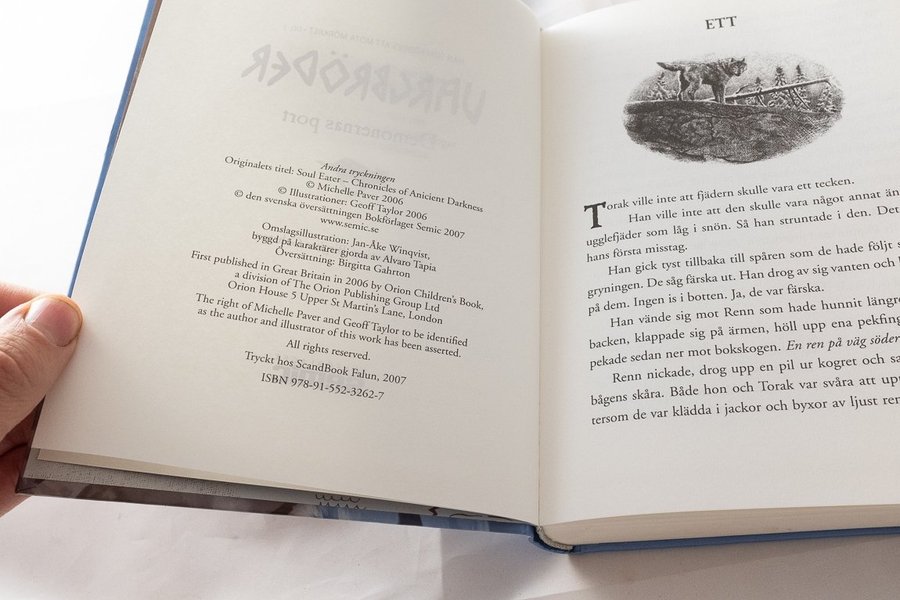 Andra tryckningen
Originalets titel: Soul Eater – Chronicles of Anicient Darkness
© Michelle Paver 2006
© Illustrationer: Geoff Taylor 2006
© den svenska översättningen Bokförlaget Semic 2007
www.semic.se
Omslagsillustration: Jan-Åke Winqvist,
byggd på karaktärer gjorda av Alvaro Tapia
Översättning: Birgitta Gahrton
First published in Great Britain in 2006 by Orion Children's Book,
a division of The Orion Publishing Group Ltd
Orion House 5 Upper St Martin's Lane, London
The right of Michelle Paver and Geoff Taylor to be identified
as the author and illustrator of this work has been asserted.
All rights reserved.
Tryckt hos ScandBook Falun, 2007
ISBN 978-91-552-3262-7
ETT
Torak ville inte att fjädern skulle vara ett tecken.
Han ville inte att den skulle vara något annat än
ugglefjäder som låg i snön. Så han struntade i den. Det
hans första misstag.
Han gick tyst tillbaka till spåren som de hade följt
gryningen. De såg färska ut. Han drog av sig vanten och
på dem. Ingen is i botten. Ja, de var färska.
Han vände sig mot Renn som hade hunnit längre
backen, klappade sig på ärmen, höll upp ena pekfing
pekade sedan ner mot bokskogen. En ren på väg söder
Renn nickade, drog upp en pil ur kogret och sa
bågens skåra. Både hon och Torak var svåra att upp
tersom de var klädda i jackor och byxor av ljust ren